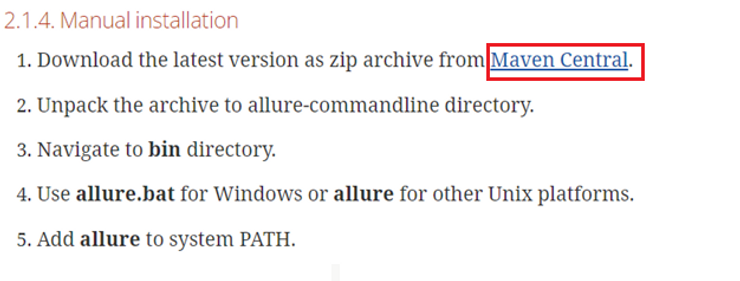 2.1.4. Manual installation
1. Download the latest version as zip archive from Maven Central.
2. Unpack the archive to allure-commandline directory.
3. Navigate to bin directory.
4. Use allure.bat for Windows or allure for other Unix platforms.
5. Add allure to system PATH.